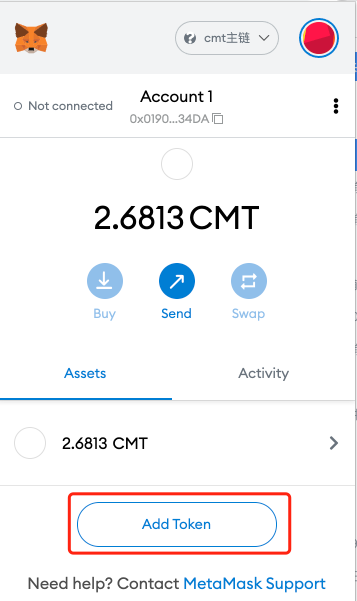 cmt主链
Not connected
Account 1
0x0190...34DA
2.6813 CMT
Buy
Send
Swap
Assets
Activity
2.6813 CMT
Add Token
Need help? Contact MetaMask Support